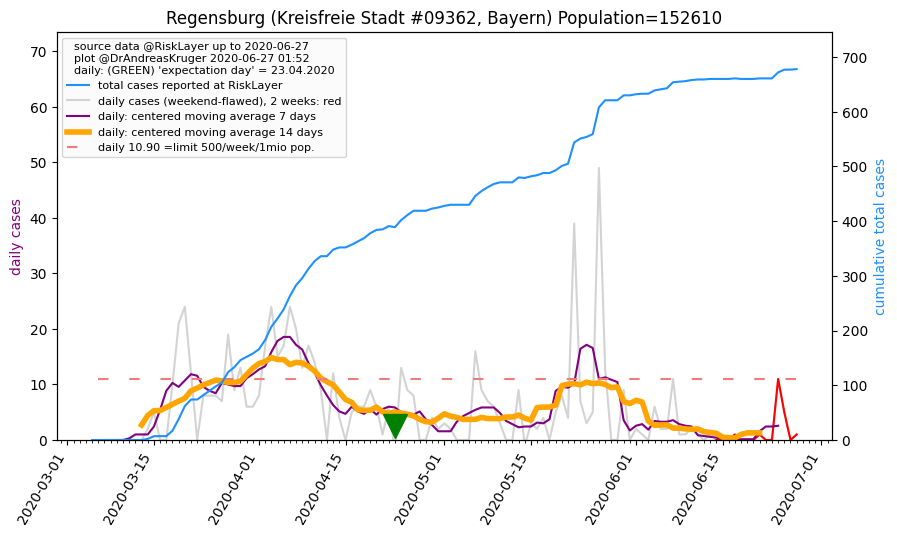 Regensburg (Kreisfreie Stadt #09362, Bayern) Population=152610
source data @RiskLayer up to 2020-06-27
plot @DrAndreasKruger 2020-06-27 01:52
daily: (GREEN) 'expectation day' = 23.04.2020
total cases reported at RiskLayer
daily cases (weekend-flawed), 2 weeks: red
daily: centered moving average 7 days
daily: centered moving average 14 days
daily 10.90 =limit 500/week/1mio pop.
daily cases
70
60
50
40
30
20
10
0
cumulative total cases
700
600
500
400
300
200
100
0
2020-03-01
2020-03-15
2020-04-01
2020-04-15
2020-05-01
2020-05-15
2020-06-01
2020-06-15
2020-07-01